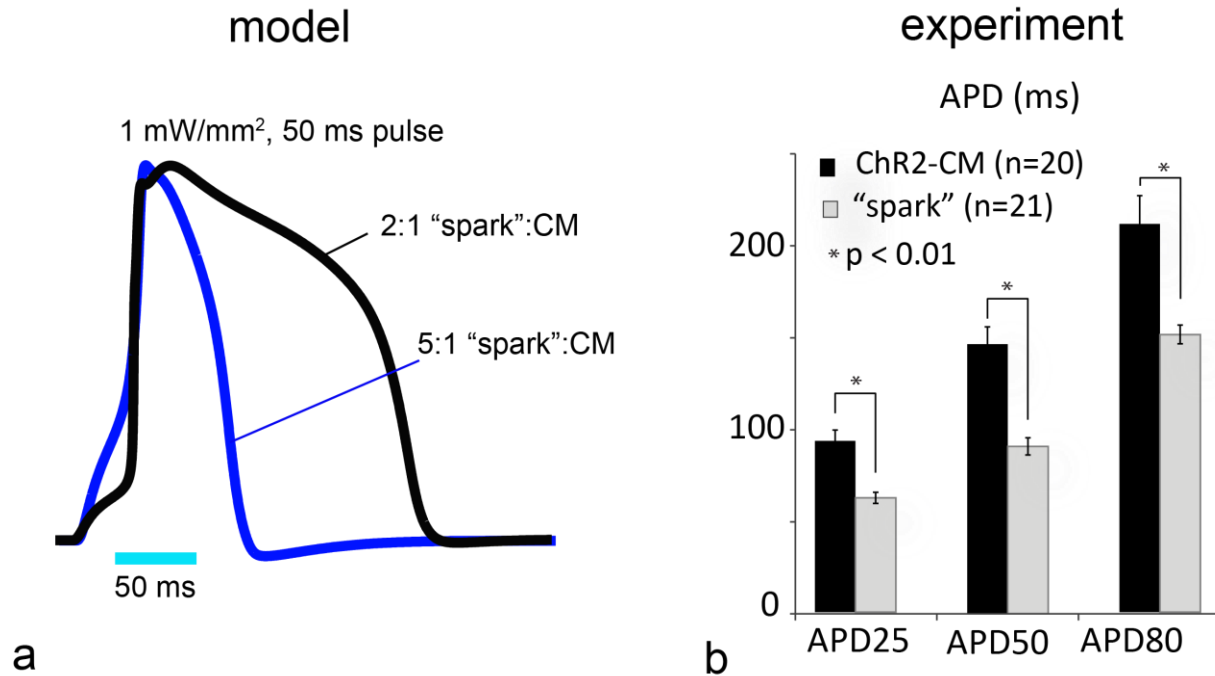 model
1 mW/mm², 50 ms pulse
2:1 “spark”:CM
5:1 “spark”:CM
50 ms
a
experiment
APD (ms)
ChR2-CM (n=20)
“spark” (n=21)
* p < 0.01
200
100
0
*
*
*
APD25 APD50 APD80
b